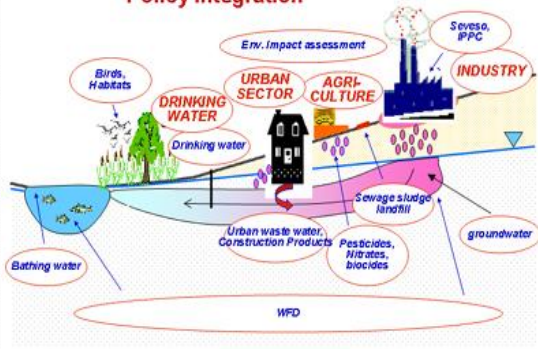 Policy Integration
Env. Impact assessment
Seveso,
IPPC
Birds,
Habitats
URBAN
SECTOR
AGRI-
CULTURE
INDUSTRY
DRINKING
WATER
Drinking water
Sewage sludge
landfill
Urban waste water,
Construction Products
Pesticides,
Nitrates,
biocides
groundwater
Bathing water
WFD